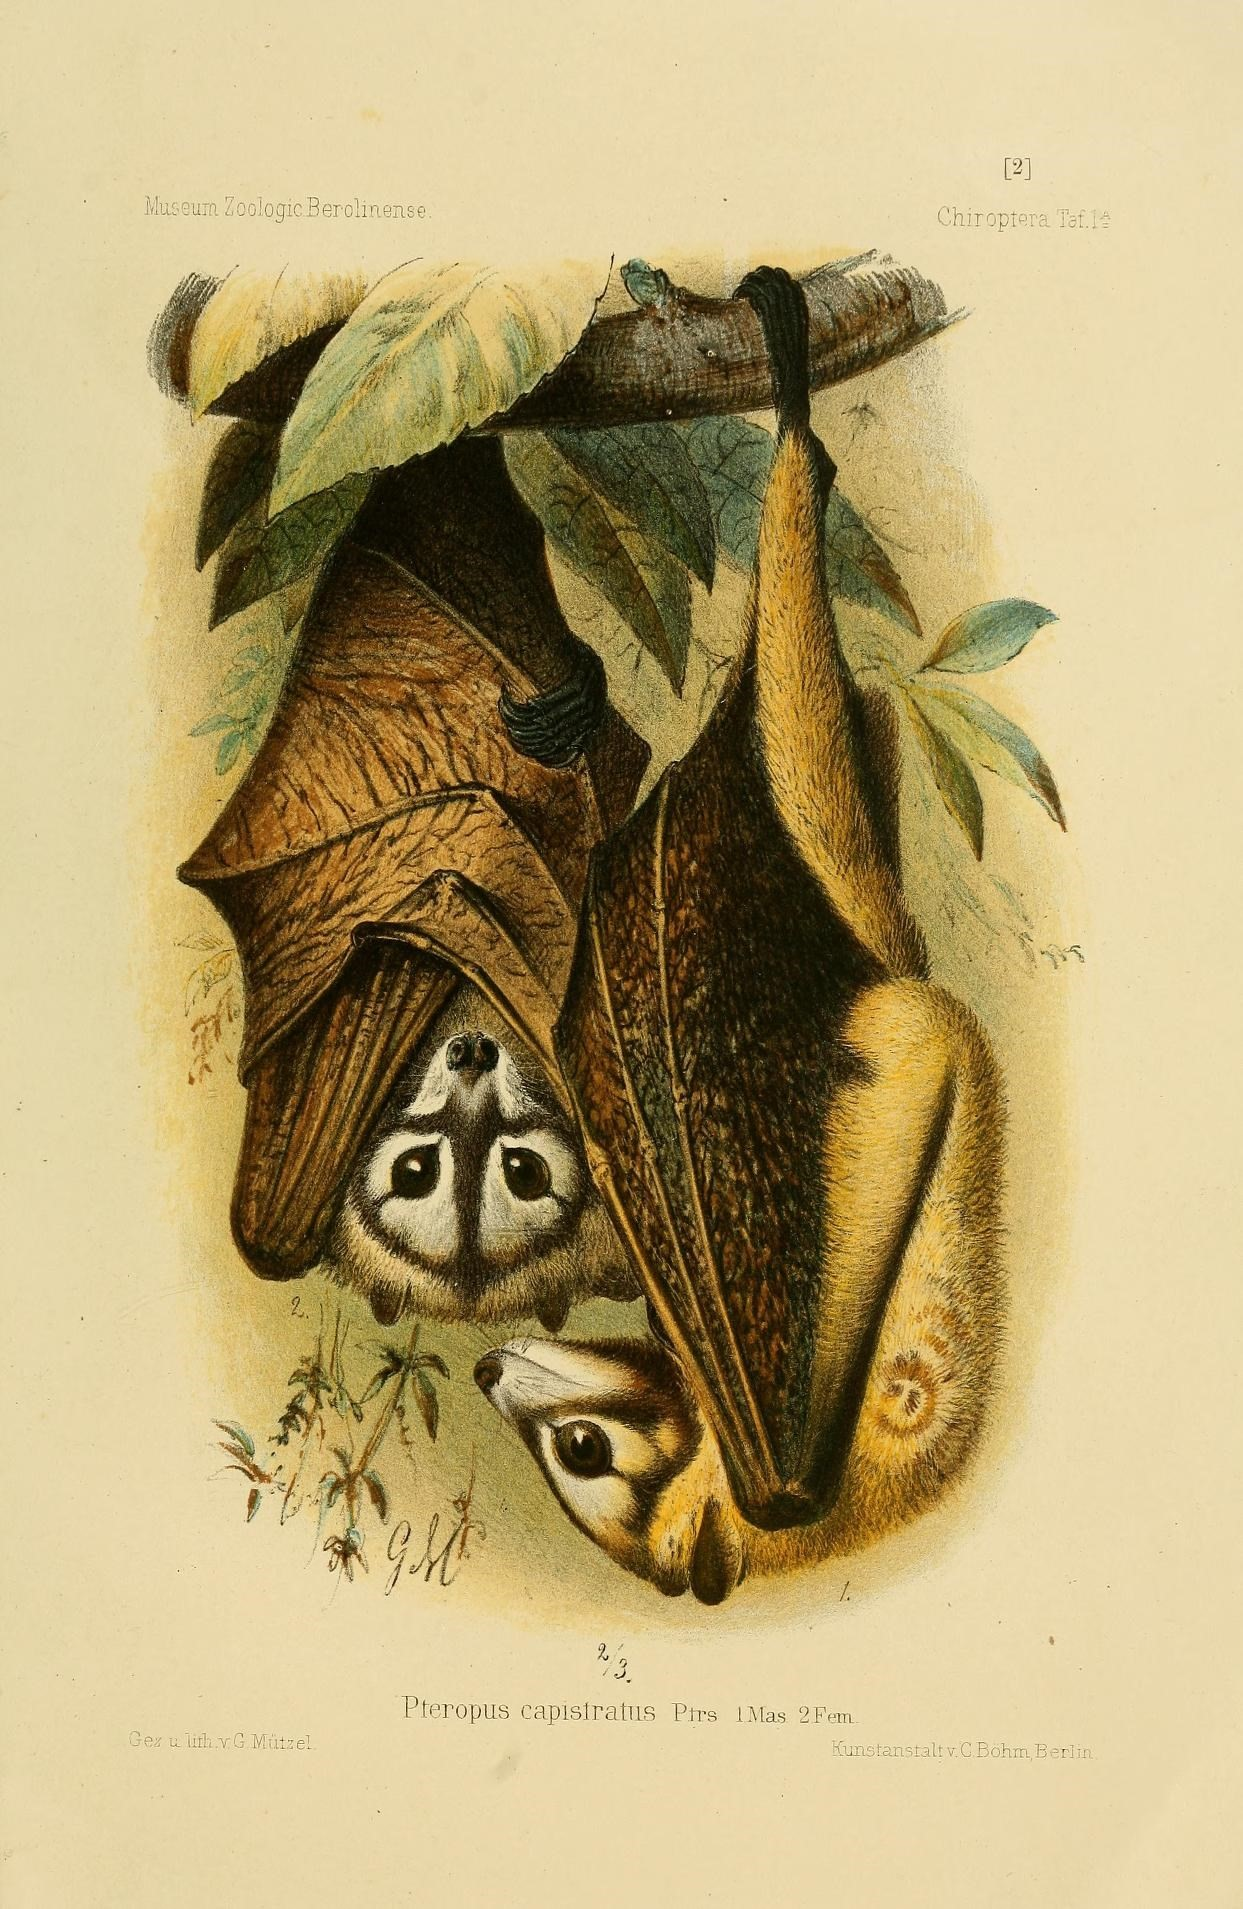 [2]
Museum Zoologic. Berolinense.
Chiroptera Taf. 1A
2.
GM
1.
2/3.
Pteropus capistratus Ptrs 1 Mas. 2 Fem.
Gez u. lith. v. G. Mützel.
Kunstanstalt v. C. Böhm, Berlin.